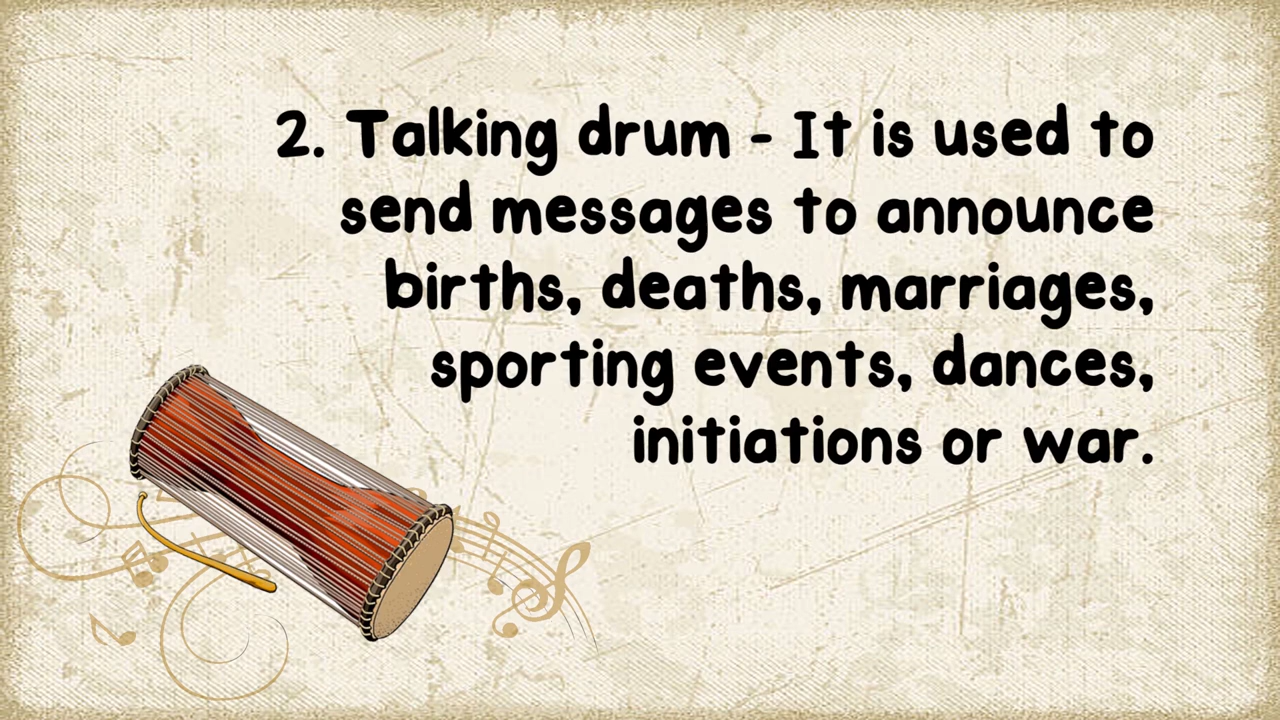 2. Talking drum - It is used to
send messages to announce
births, deaths, marriages,
sporting events, dances,
initiations or war.